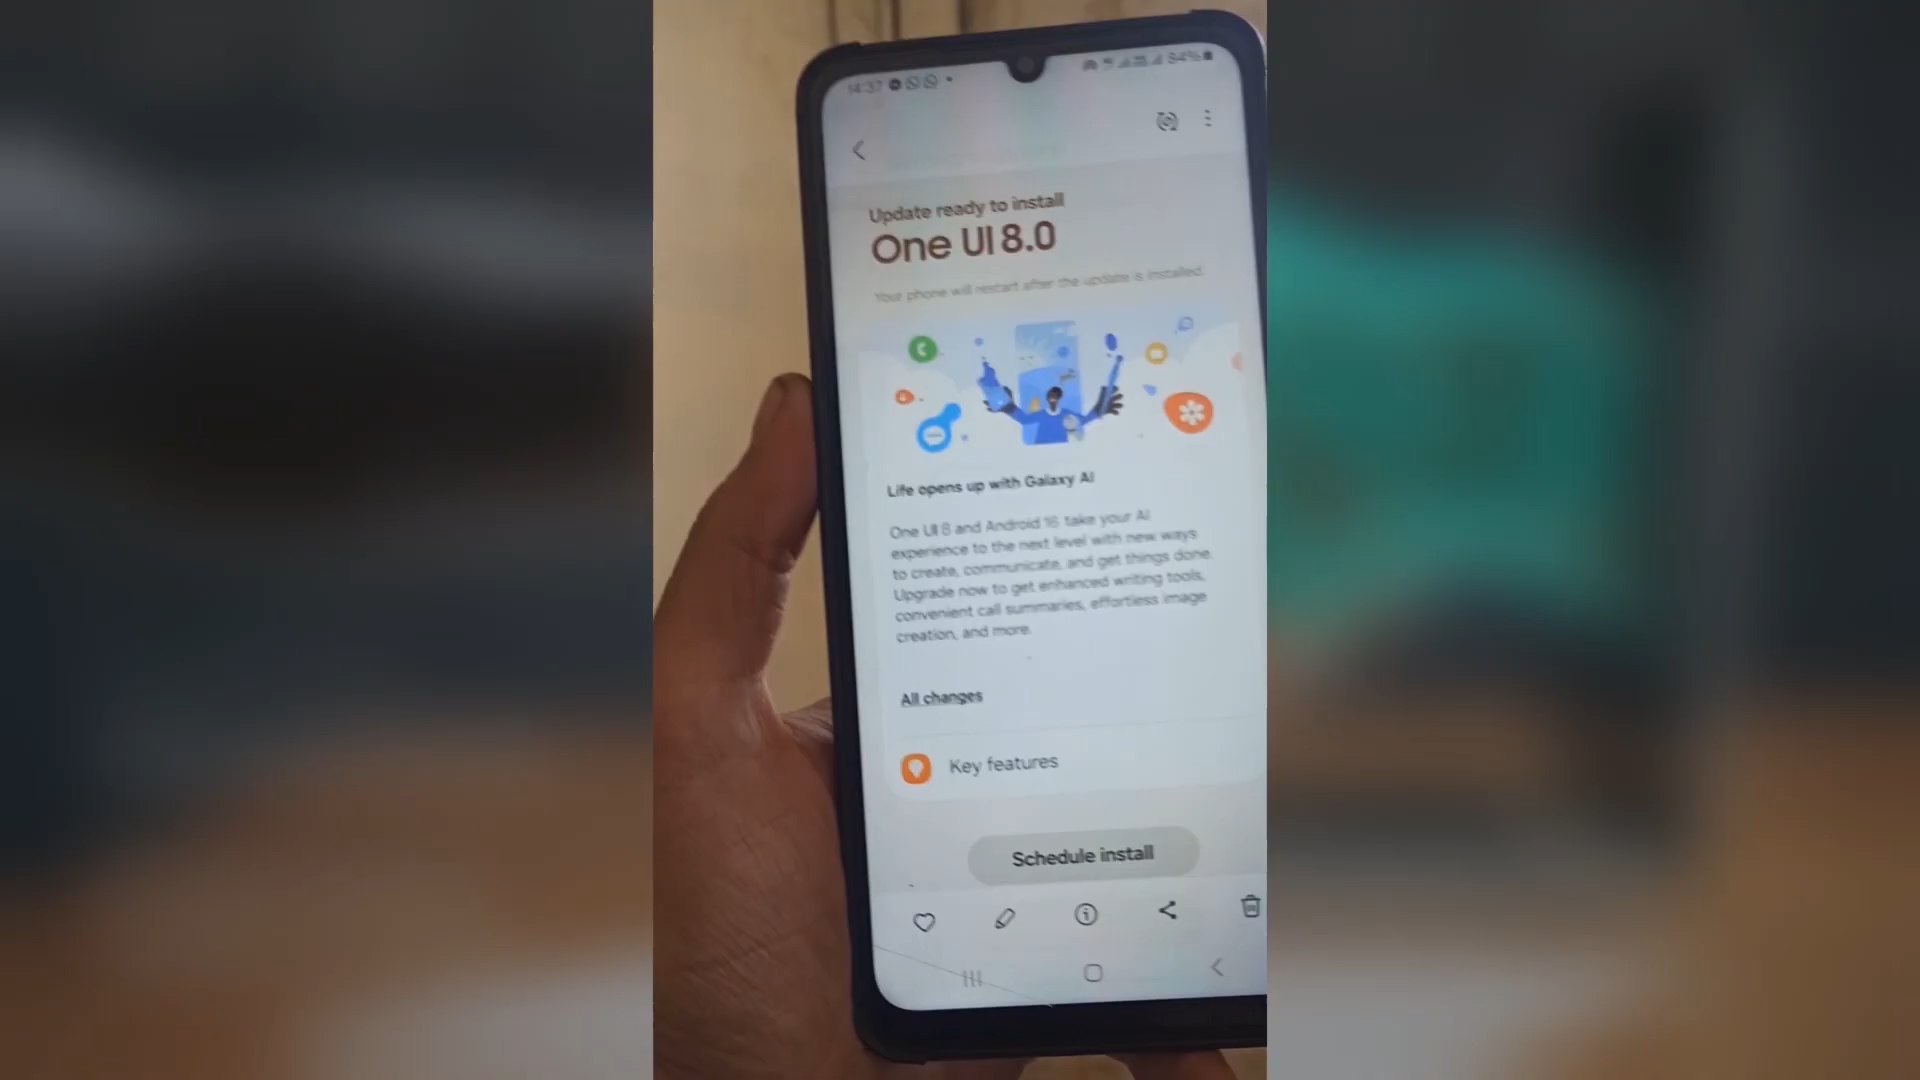 14:37
84%
Update ready to install
One UI 8.0
Your phone will restart after the update is installed.
Life opens up with Galaxy AI
One UI 8 and Android 16 take your AI
experience to the next level with new ways
to create, communicate, and get things done.
Upgrade now to get enhanced writing tools,
convenient call summaries, effortless image
creation, and more.
All changes
Key features
Schedule install